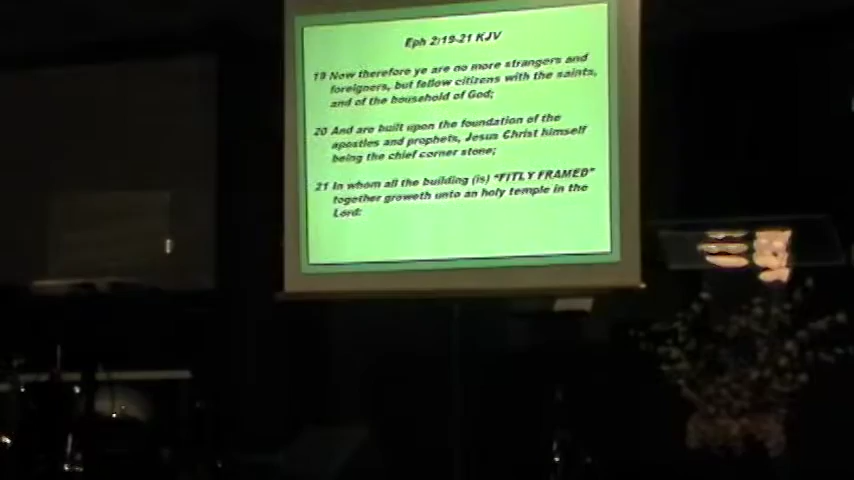 Eph 2:19-21 KJV
19 Now therefore ye are no more strangers and
foreigners, but fellow citizens with the saints,
and of the household of God;
20 And are built upon the foundation of the
apostles and prophets, Jesus Christ himself
being the chief corner stone;
21 In whom all the building (is) "FITLY FRAMED"
together groweth unto an holy temple in the
Lord: